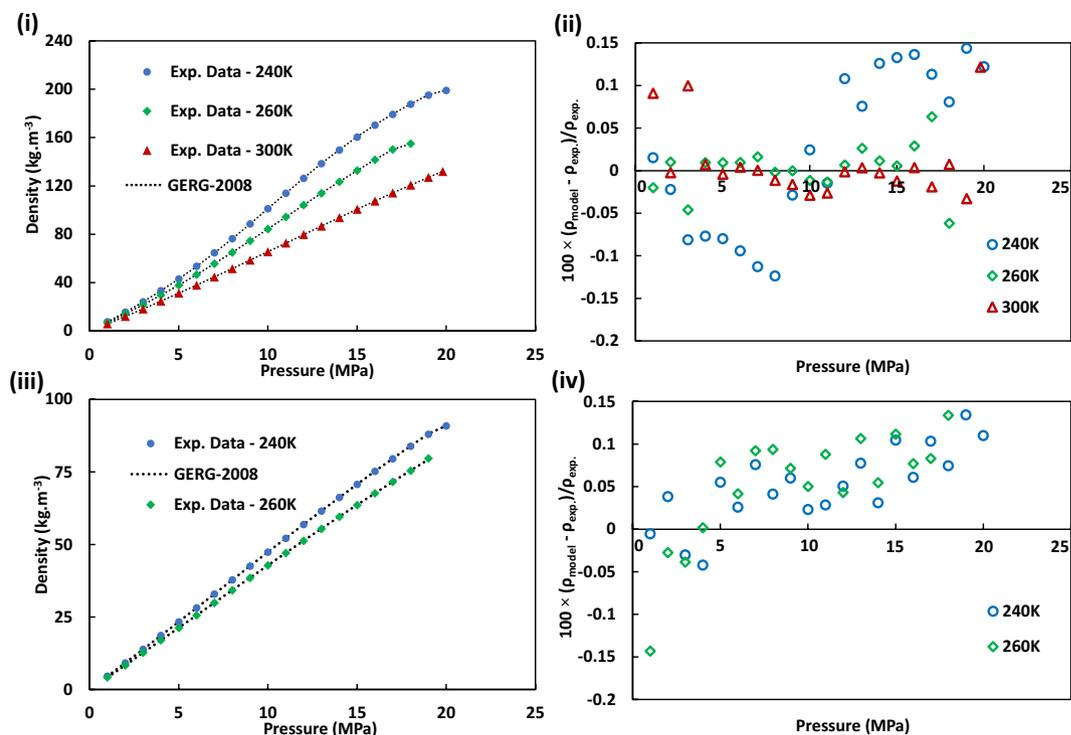 (i)
240
200
160
120
80
40
0
0
5
10
15
20
25
Density (kg.m⁻³)
Pressure (MPa)
Exp. Data - 240K
Exp. Data - 260K
Exp. Data - 300K
GERG-2008
(ii)
0.15
0.1
0.05
0
-0.05
-0.1
-0.15
-0.2
0
5
10
15
20
25
100 × (ρmodel - ρexp.)/ρexp.
Pressure (MPa)
240K
260K
300K
(iii)
100
75
50
25
0
0
5
10
15
20
25
Density (kg.m⁻³)
Pressure (MPa)
Exp. Data - 240K
GERG-2008
Exp. Data - 260K
(iv)
0.15
0.1
0.05
0
-0.05
-0.1
-0.15
-0.2
0
5
10
15
20
25
100 × (ρmodel - ρexp.)/ρexp.
Pressure (MPa)
240K
260K